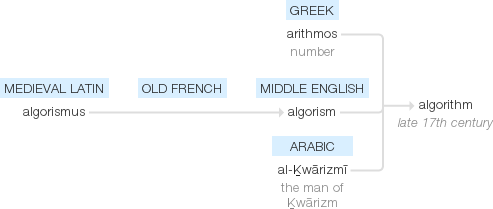 GREEK
arithmos
number
MEDIEVAL LATIN
OLD FRENCH
MIDDLE ENGLISH
algorismus
algorism
algorithm
late 17th century
ARABIC
al-Ḵwārizmī
the man of
Ḵwārizm